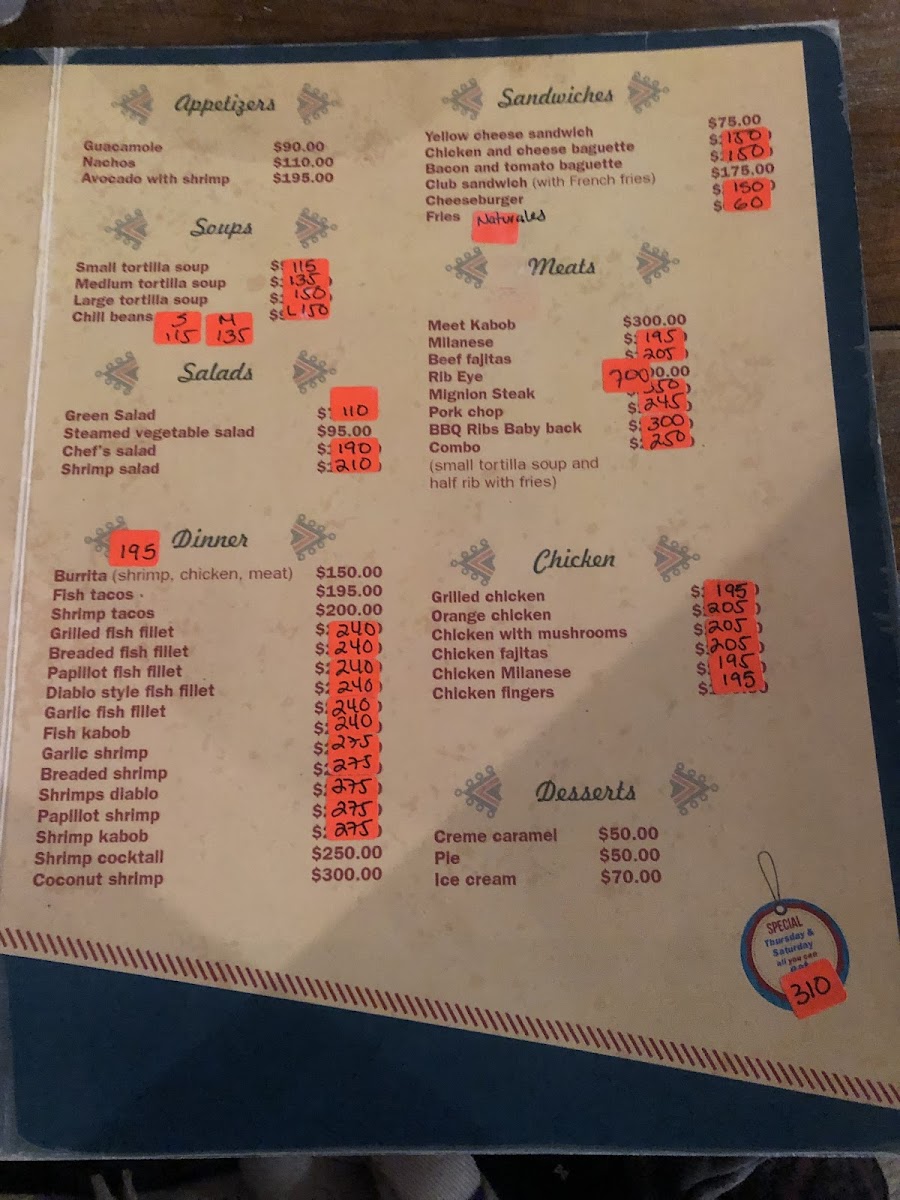 Appetizers
Guacamole $90.00
Nachos $110.00
Avocado with shrimp $195.00
Soups
Small tortilla soup $ 115
Medium tortilla soup $ 135
Large tortilla soup $ 150
Chili beans S 115 M 135 $ L 150
Salads
Green Salad $ 110
Steamed vegetable salad $95.00
Chef's salad $ 190
Shrimp salad $ 210
195 Dinner
Burrita (shrimp, chicken, meat) $150.00
Fish tacos $195.00
Shrimp tacos $200.00
Grilled fish fillet $ 240
Breaded fish fillet $ 240
Papillot fish fillet $ 240
Diablo style fish fillet $ 240
Garlic fish fillet $ 240
Fish kabob $ 240
Garlic shrimp $ 275
Breaded shrimp $ 275
Shrimps diablo $ 275
Papillot shrimp $ 275
Shrimp kabob $ 275
Shrimp cocktail $250.00
Coconut shrimp $300.00
Sandwiches
Yellow cheese sandwich $75.00
Chicken and cheese baguette $ 150
Bacon and tomato baguette $ 150
Club sandwich (with French fries) $175.00
Cheeseburger $ 150
Fries Naturales $ 60
Meats
Meet Kabob $300.00
Milanese $ 195
Beef fajitas $ 205
Rib Eye 700 0.00
Mignion Steak 350
Pork chop $ 245
BBQ Ribs Baby back $ 300
Combo $ 250
(small tortilla soup and
half rib with fries)
Chicken
Grilled chicken $ 195
Orange chicken $ 205
Chicken with mushrooms $ 205
Chicken fajitas $ 205
Chicken Milanese $ 195
Chicken fingers $ 195
Desserts
Creme caramel $50.00
Pie $50.00
Ice cream $70.00
SPECIAL
Thursday &
Saturday
all you can
310